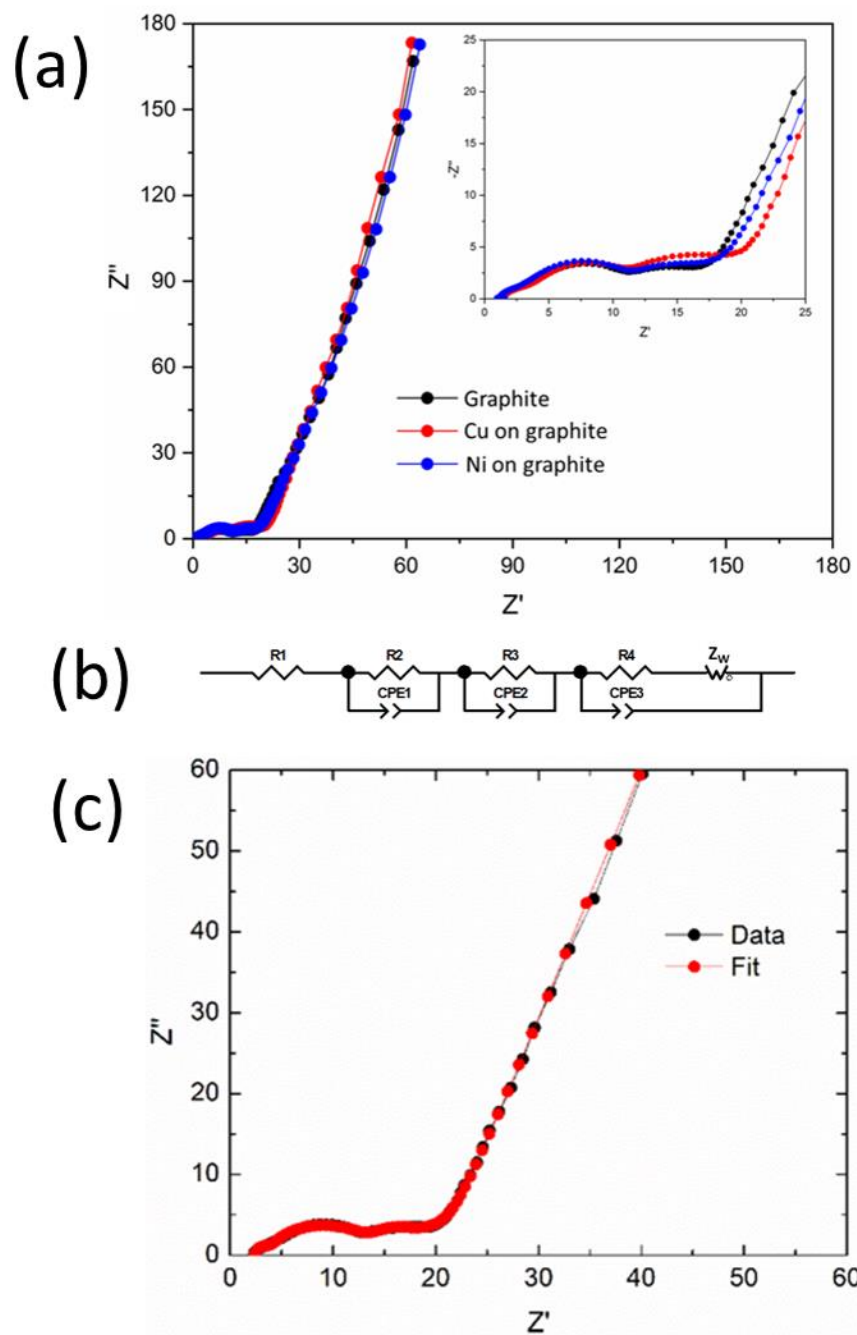 (a)
180
150
120
90
60
30
0
Z"
0 30 60 90 120 150 180
Z'
25
20
15
10
5
0
-Z"
0 5 10 15 20 25
Z'
Graphite
Cu on graphite
Ni on graphite
(b)
R1 R2 R3 R4 Zw
CPE1 CPE2 CPE3
(c)
60
50
40
30
20
10
0
Z"
0 10 20 30 40 50 60
Z'
Data
Fit